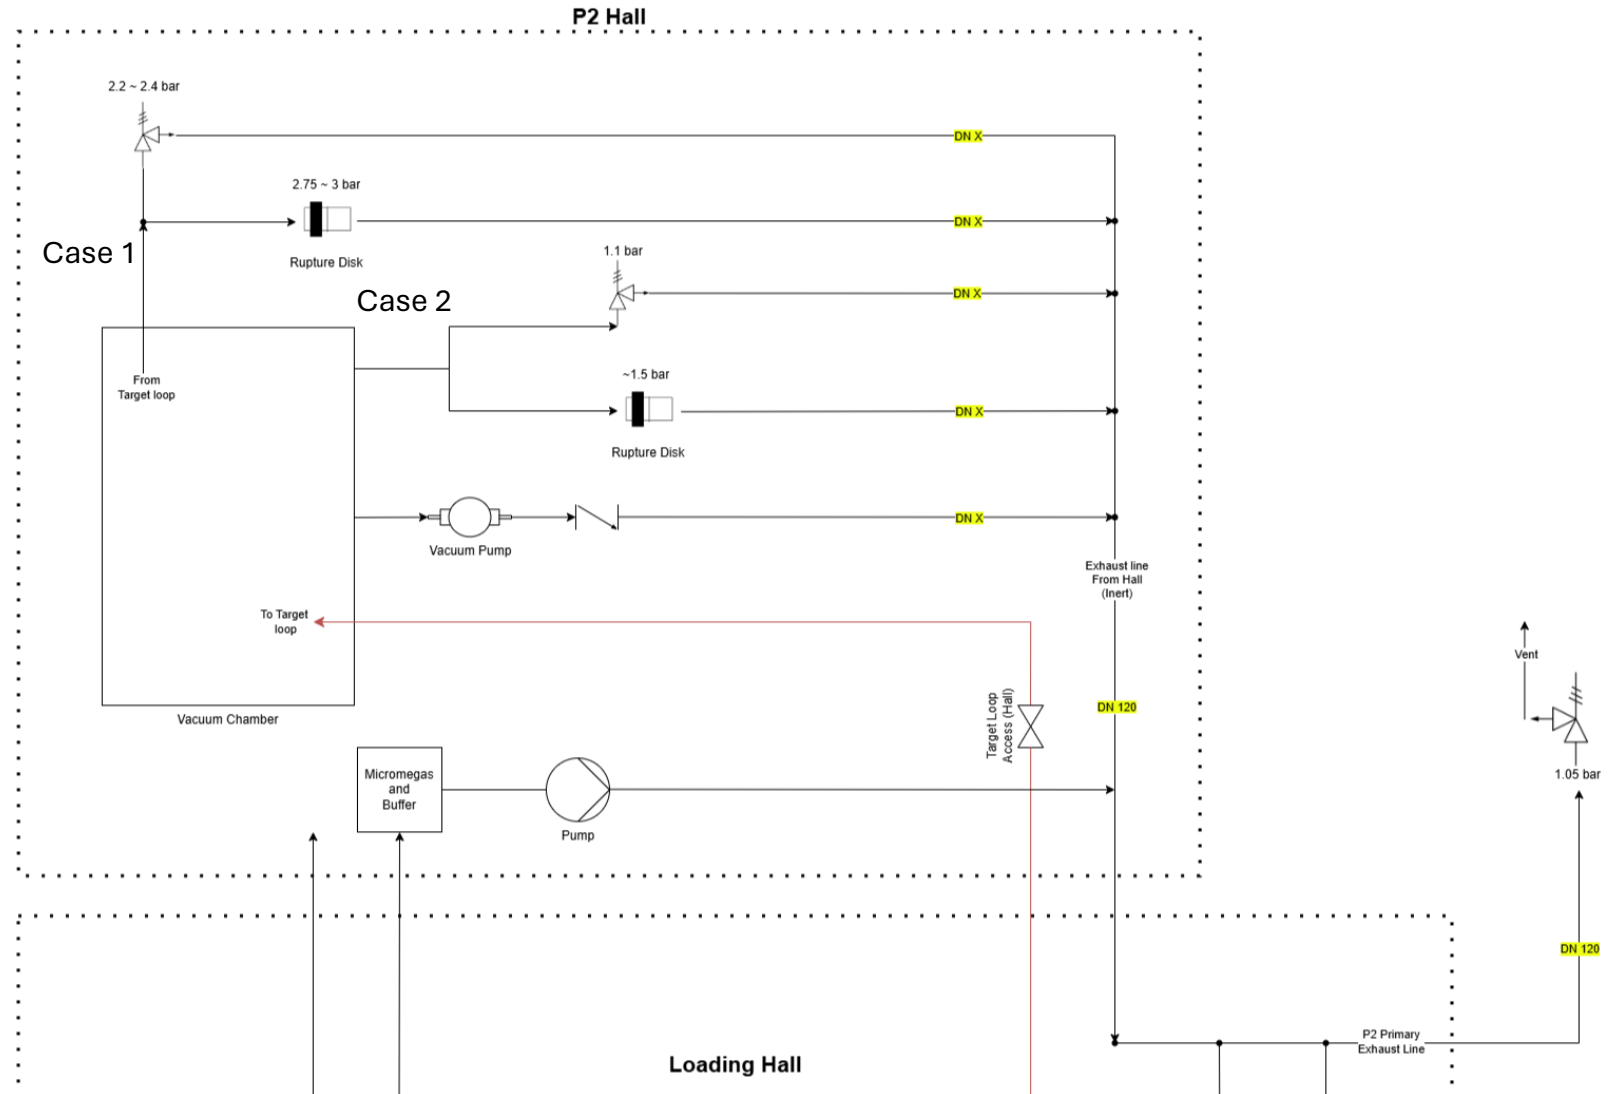 P2 Hall
2.2 ~ 2.4 bar
DN X
2.75 ~ 3 bar
DN X
Case 1
Rupture Disk
1.1 bar
Case 2
DN X
From
Target loop
~1.5 bar
DN X
Rupture Disk
DN X
Vacuum Pump
Exhaust line
From Hall
(Inert)
To Target
loop
Vent
Target Loop
Access (Hall)
DN 120
Vacuum Chamber
1.05 bar
Micromegas
and
Buffer
Pump
DN 120
P2 Primary
Exhaust Line
Loading Hall